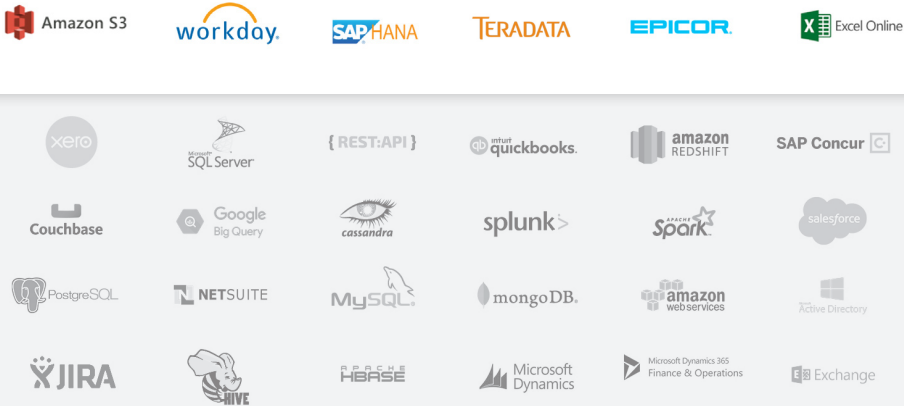 Amazon S3
workday.
SAP HANA
TERADATA
EPICOR.
Excel Online
xero
Microsoft
SQL Server
{ REST:API }
intuit
qb quickbooks.
amazon
REDSHIFT
SAP Concur C
Couchbase
Google
Big Query
cassandra
splunk>
APACHE
Spark
salesforce
PostgreSQL
N NETSUITE
MySQL
mongoDB.
amazon
webservices
Microsoft
Active Directory
JIRA
HIVE
APACHE
HBASE
Microsoft
Dynamics
Microsoft Dynamics 365
Finance & Operations
E Exchange